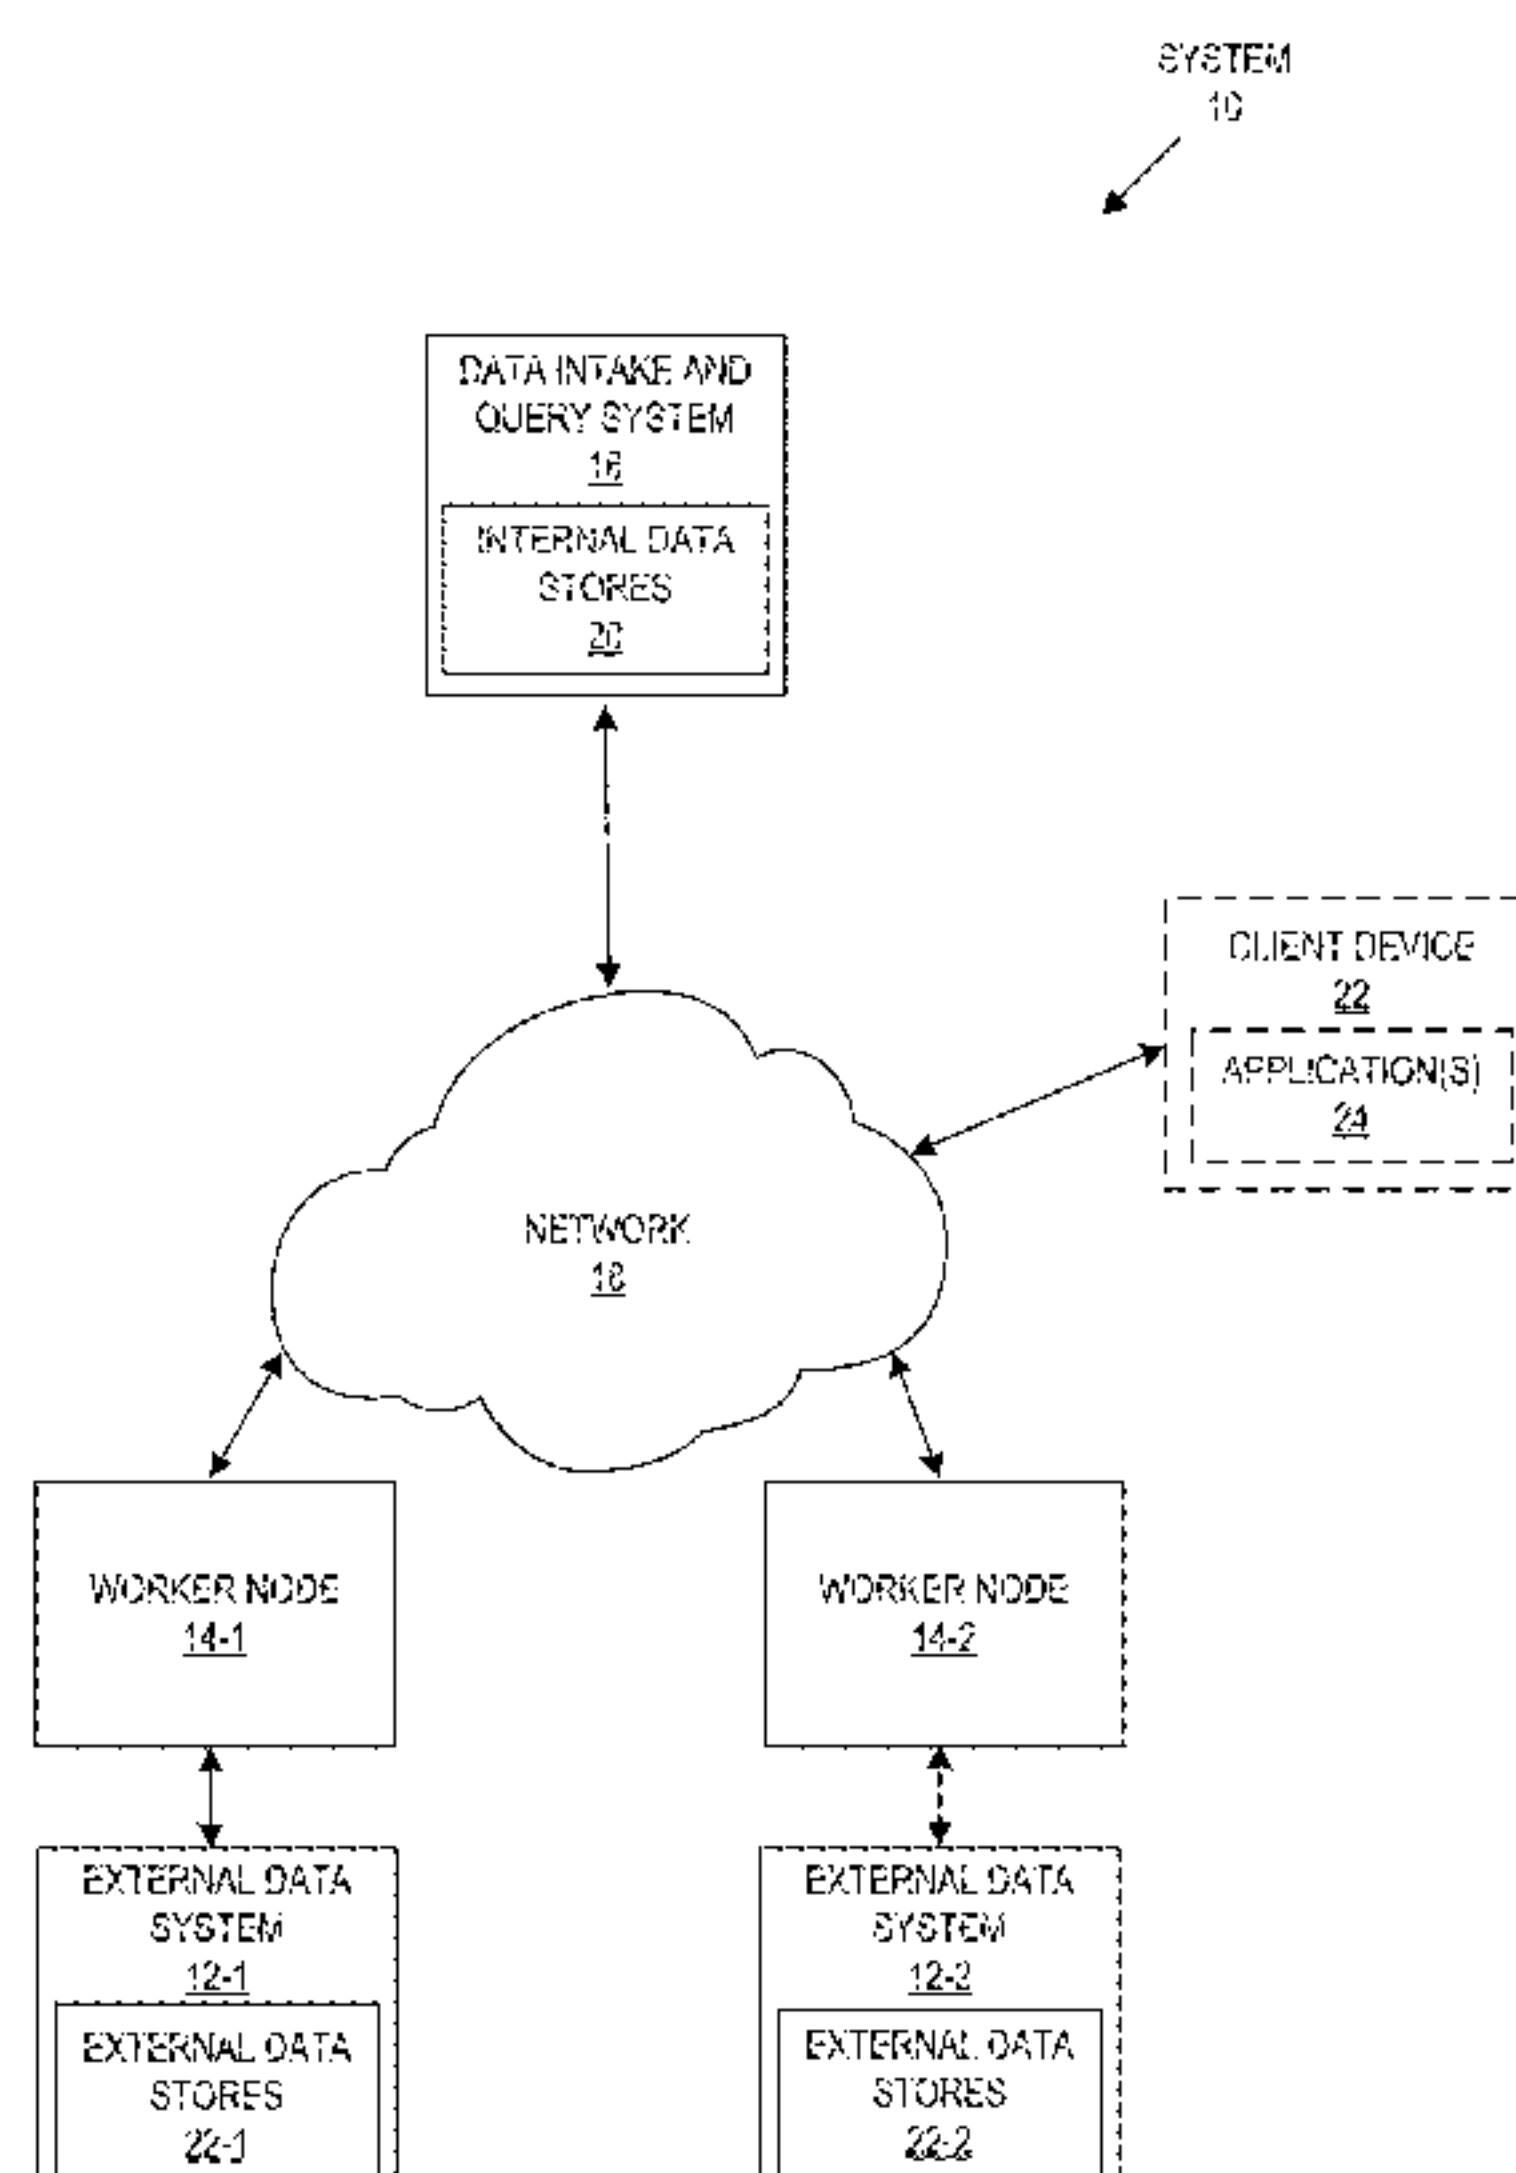 SYSTEM
10
DATA INTAKE AND
QUERY SYSTEM
16
INTERNAL DATA
STORES
20
CLIENT DEVICE
22
APPLICATION(S)
24
NETWORK
18
WORKER NODE
14-1
WORKER NODE
14-2
EXTERNAL DATA
SYSTEM
12-1
EXTERNAL DATA
STORES
22-1
EXTERNAL DATA
SYSTEM
12-2
EXTERNAL DATA
STORES
22-2